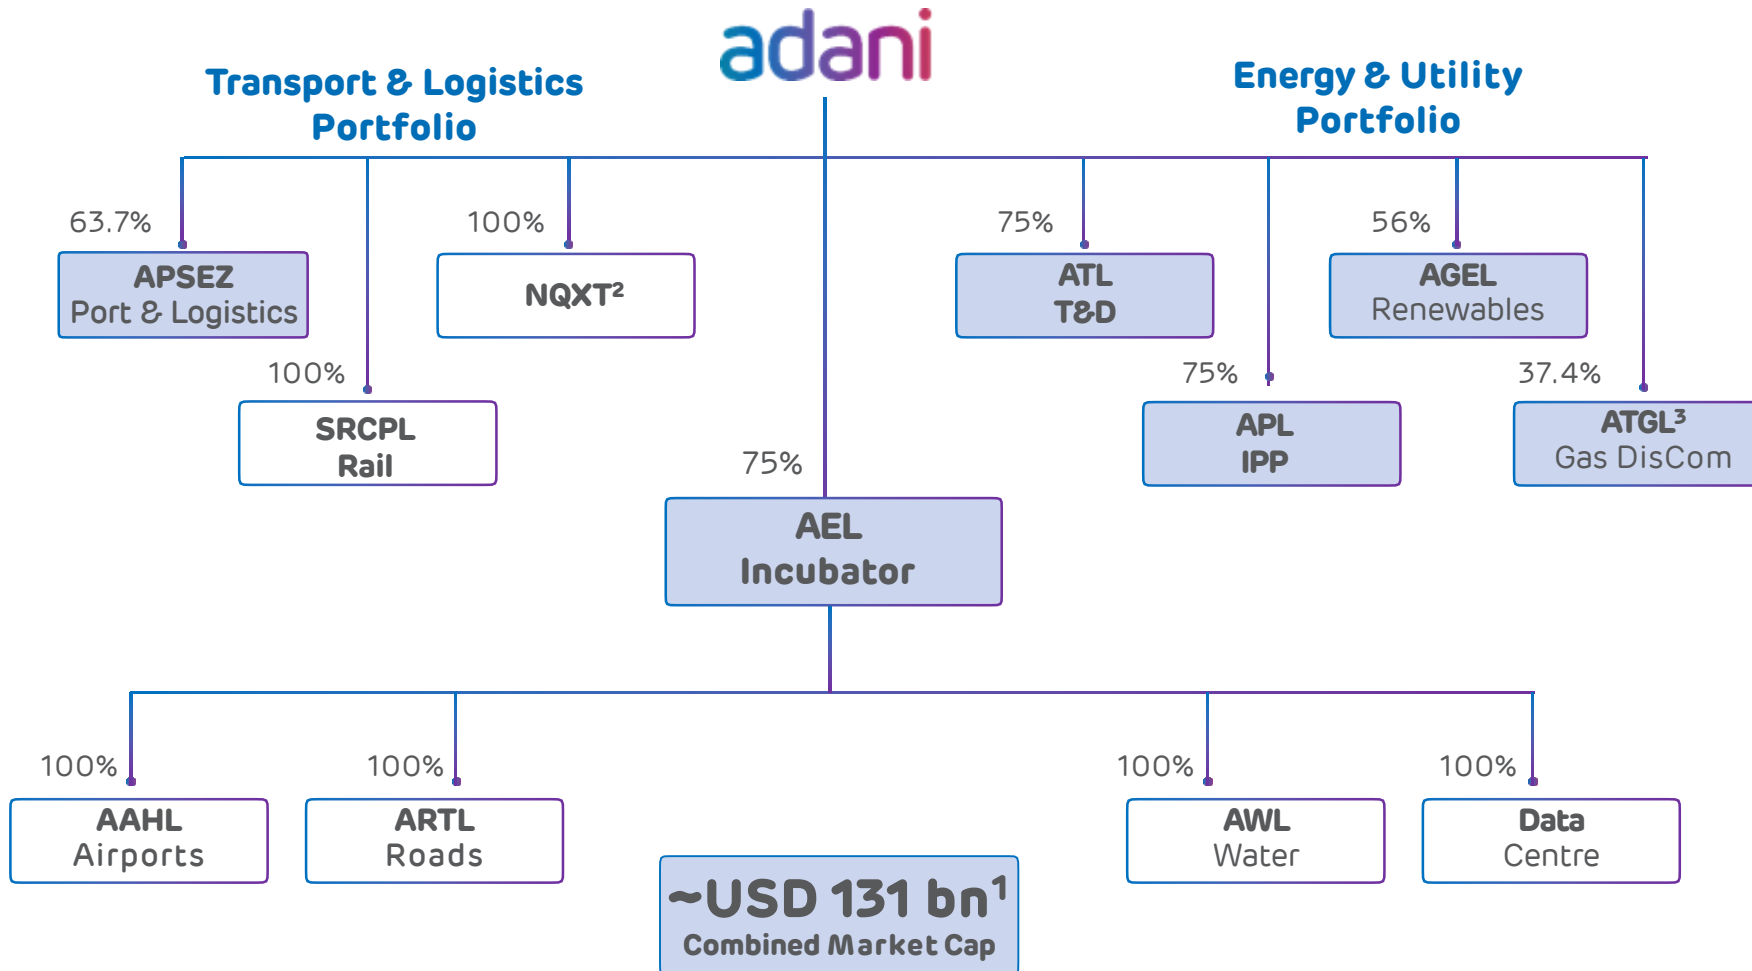 adani
Transport & Logistics
Portfolio
Energy & Utility
Portfolio
63.7%
APSEZ
Port & Logistics
100%
SRCPL
Rail
100%
NQXT²
75%
ATL
T&D
75%
APL
IPP
56%
AGEL
Renewables
37.4%
ATGL³
Gas DisCom
75%
AEL
Incubator
100%
AAHL
Airports
100%
ARTL
Roads
100%
AWL
Water
100%
Data
Centre
~USD 131 bn¹
Combined Market Cap